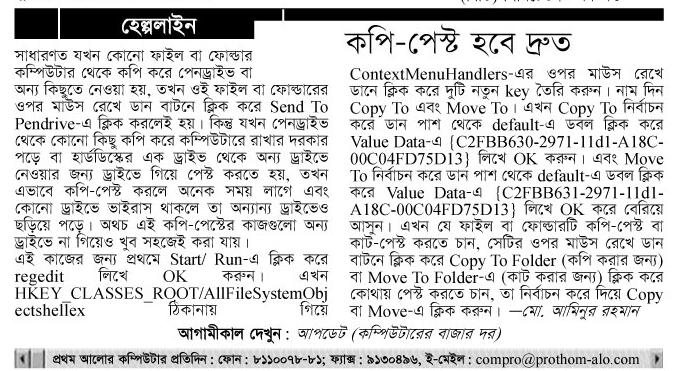 হেল্পলাইন
কপি-পেস্ট হবে দ্রুত
সাধারণত যখন কোনো ফাইল বা ফোল্ডার
কম্পিউটার থেকে কপি করে পেনড্রাইভ বা
অন্য কিছুতে নেওয়া হয়, তখন ওই ফাইল বা ফোল্ডারের
ওপর মাউস রেখে ডান বাটনে ক্লিক করে Send To
Pendrive-এ ক্লিক করলেই হয়। কিন্তু যখন পেনড্রাইভ
থেকে কোনো কিছু কপি করে কম্পিউটারে রাখার দরকার
পড়ে বা হার্ডডিস্কের এক ড্রাইভ থেকে অন্য ড্রাইভে
নেওয়ার জন্য ড্রাইভে গিয়ে পেস্ট করতে হয়, তখন
এভাবে কপি-পেস্ট করলে অনেক সময় লাগে এবং
কোনো ড্রাইভে ভাইরাস থাকলে তা অন্যান্য ড্রাইভেও
ছড়িয়ে পড়ে। অথচ এই কপি-পেস্টের কাজগুলো অন্য
ড্রাইভে না গিয়েও খুব সহজেই করা যায়।
এই কাজের জন্য প্রথমে Start/ Run-এ ক্লিক করে
regedit লিখে OK করুন। এখন
HKEY_CLASSES_ROOT/AllFileSystemObj
ectshellex ঠিকানায় গিয়ে
ContextMenuHandlers-এর ওপর মাউস রেখে
ডানে ক্লিক করে দুটি নতুন key তৈরি করুন। নাম দিন
Copy To এবং Move To। এখন Copy To নির্বাচন
করে ডান পাশ থেকে default-এ ডবল ক্লিক করে
Value Data-এ {C2FBB630-2971-11d1-A18C-
00C04FD75D13} লিখে OK করুন। এবং Move
To নির্বাচন করে ডান পাশ থেকে default-এ ডবল ক্লিক
করে Value Data-এ {C2FBB631-2971-11d1-
A18C-00C04FD75D13} লিখে OK করে বেরিয়ে
আসুন। এখন যে ফাইল বা ফোল্ডারটি কপি-পেস্ট বা
কাট-পেস্ট করতে চান, সেটির ওপর মাউস রেখে ডান
বাটনে ক্লিক করে Copy To Folder (কপি করার জন্য)
বা Move To Folder-এ (কাট করার জন্য) ক্লিক করে
কোথায় পেস্ট করতে চান, তা নির্বাচন করে দিয়ে Copy
বা Move-এ ক্লিক করুন। —মো. আমিনুর রহমান
আগামীকাল দেখুন : আপডেট (কম্পিউটারের বাজার দর)
প্রথম আলোর কম্পিউটার প্রতিদিন : ফোন : ৮১১০০৭৮-৮১; ফ্যাক্স : ৯১৩০৪৯৬, ই-মেইল : compro@prothom-alo.com